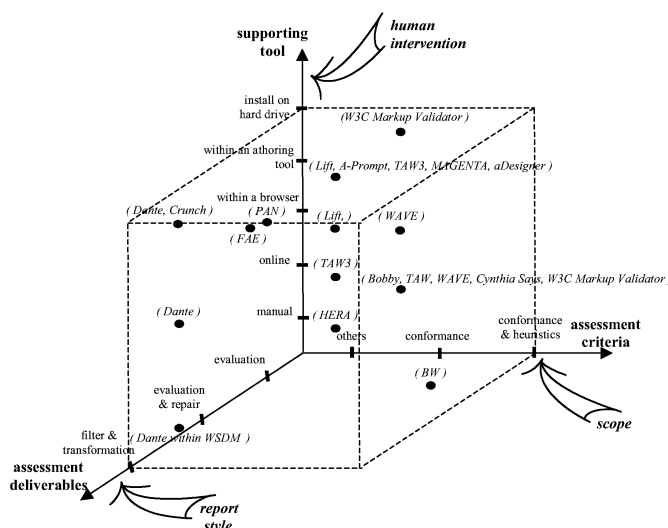 human
intervention
supporting
tool
install on
hard drive
(W3C Markup Validator )
within an athoring
tool
( Lift, A-Prompt, TAW3, MAGENTA, aDesigner )
within a browser
( Dante, Crunch )
( PAN )
( Lift, )
( WAVE )
( FAE )
online
( TAW3 )
( Bobby, TAW, WAVE, Cynthia Says, W3C Markup Validator
( Dante )
manual
( HERA )
others
conformance
conformance
& heuristics
assessment
criteria
evaluation
( BW )
evaluation
& repair
scope
filter &
transformation
( Dante within WSDM )
assessment
deliverables
report
style